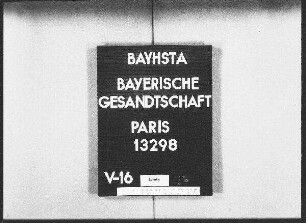 BAYHSTA
BAYERISCHE
GESANDTSCHAFT
PARIS
13298
V-16